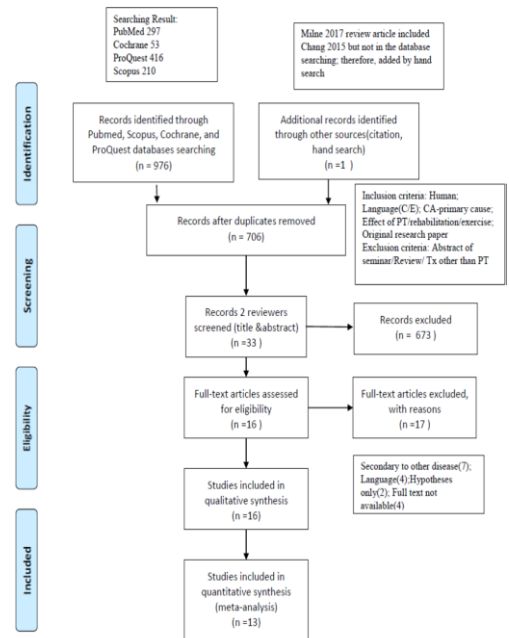 Searching Result:
PubMed 297
Cochrane 53
ProQuest 416
Scopus 210
Milne 2017 review article included
Chang 2015 but not in the database
searching; therefore, added by hand
search
Identification
Records identified through
Pubmed, Scopus, Cochrane, and
ProQuest databases searching
(n = 976)
Additional records identified
through other sources(citation,
hand search)
(n =1 )
Records after duplicates removed
(n = 706)
Inclusion criteria: Human;
Language(C/E); CA-primary cause;
Effect of PT/rehabilitation/exercise;
Original research paper
Exclusion criteria: Abstract of
seminar/Review/ Tx other than PT
Screening
Records 2 reviewers
screened (title &abstract)
(n =33 )
Records excluded
(n = 673)
Eligibility
Full-text articles assessed
for eligibility
(n =16 )
Full-text articles excluded,
with reasons
(n =17 )
Secondary to other disease(7);
Language(4);Hypotheses
only(2); Full text not
available(4)
Studies included in
qualitative synthesis
(n =16)
Included
Studies included in
quantitative synthesis
(meta-analysis)
(n =13)